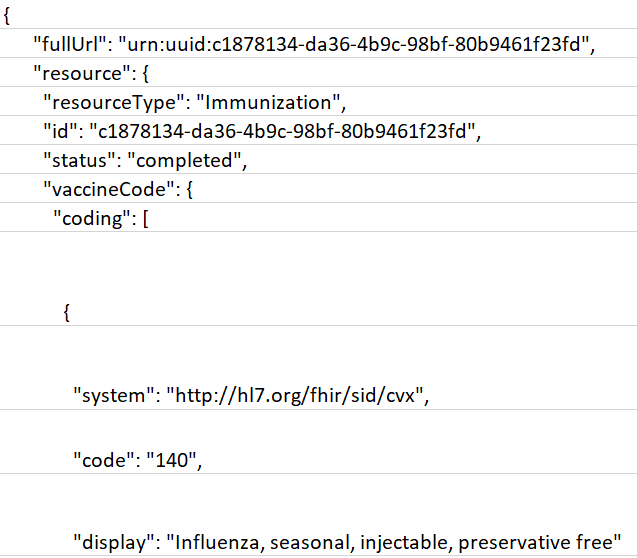 {
"fullUrl": "urn:uuid:c1878134-da36-4b9c-98bf-80b9461f23fd",
"resource": {
"resourceType": "Immunization",
"id": "c1878134-da36-4b9c-98bf-80b9461f23fd",
"status": "completed",
"vaccineCode": {
"coding": [
{
"system": "http://hl7.org/fhir/sid/cvx",
"code": "140",
"display": "Influenza, seasonal, injectable, preservative free"